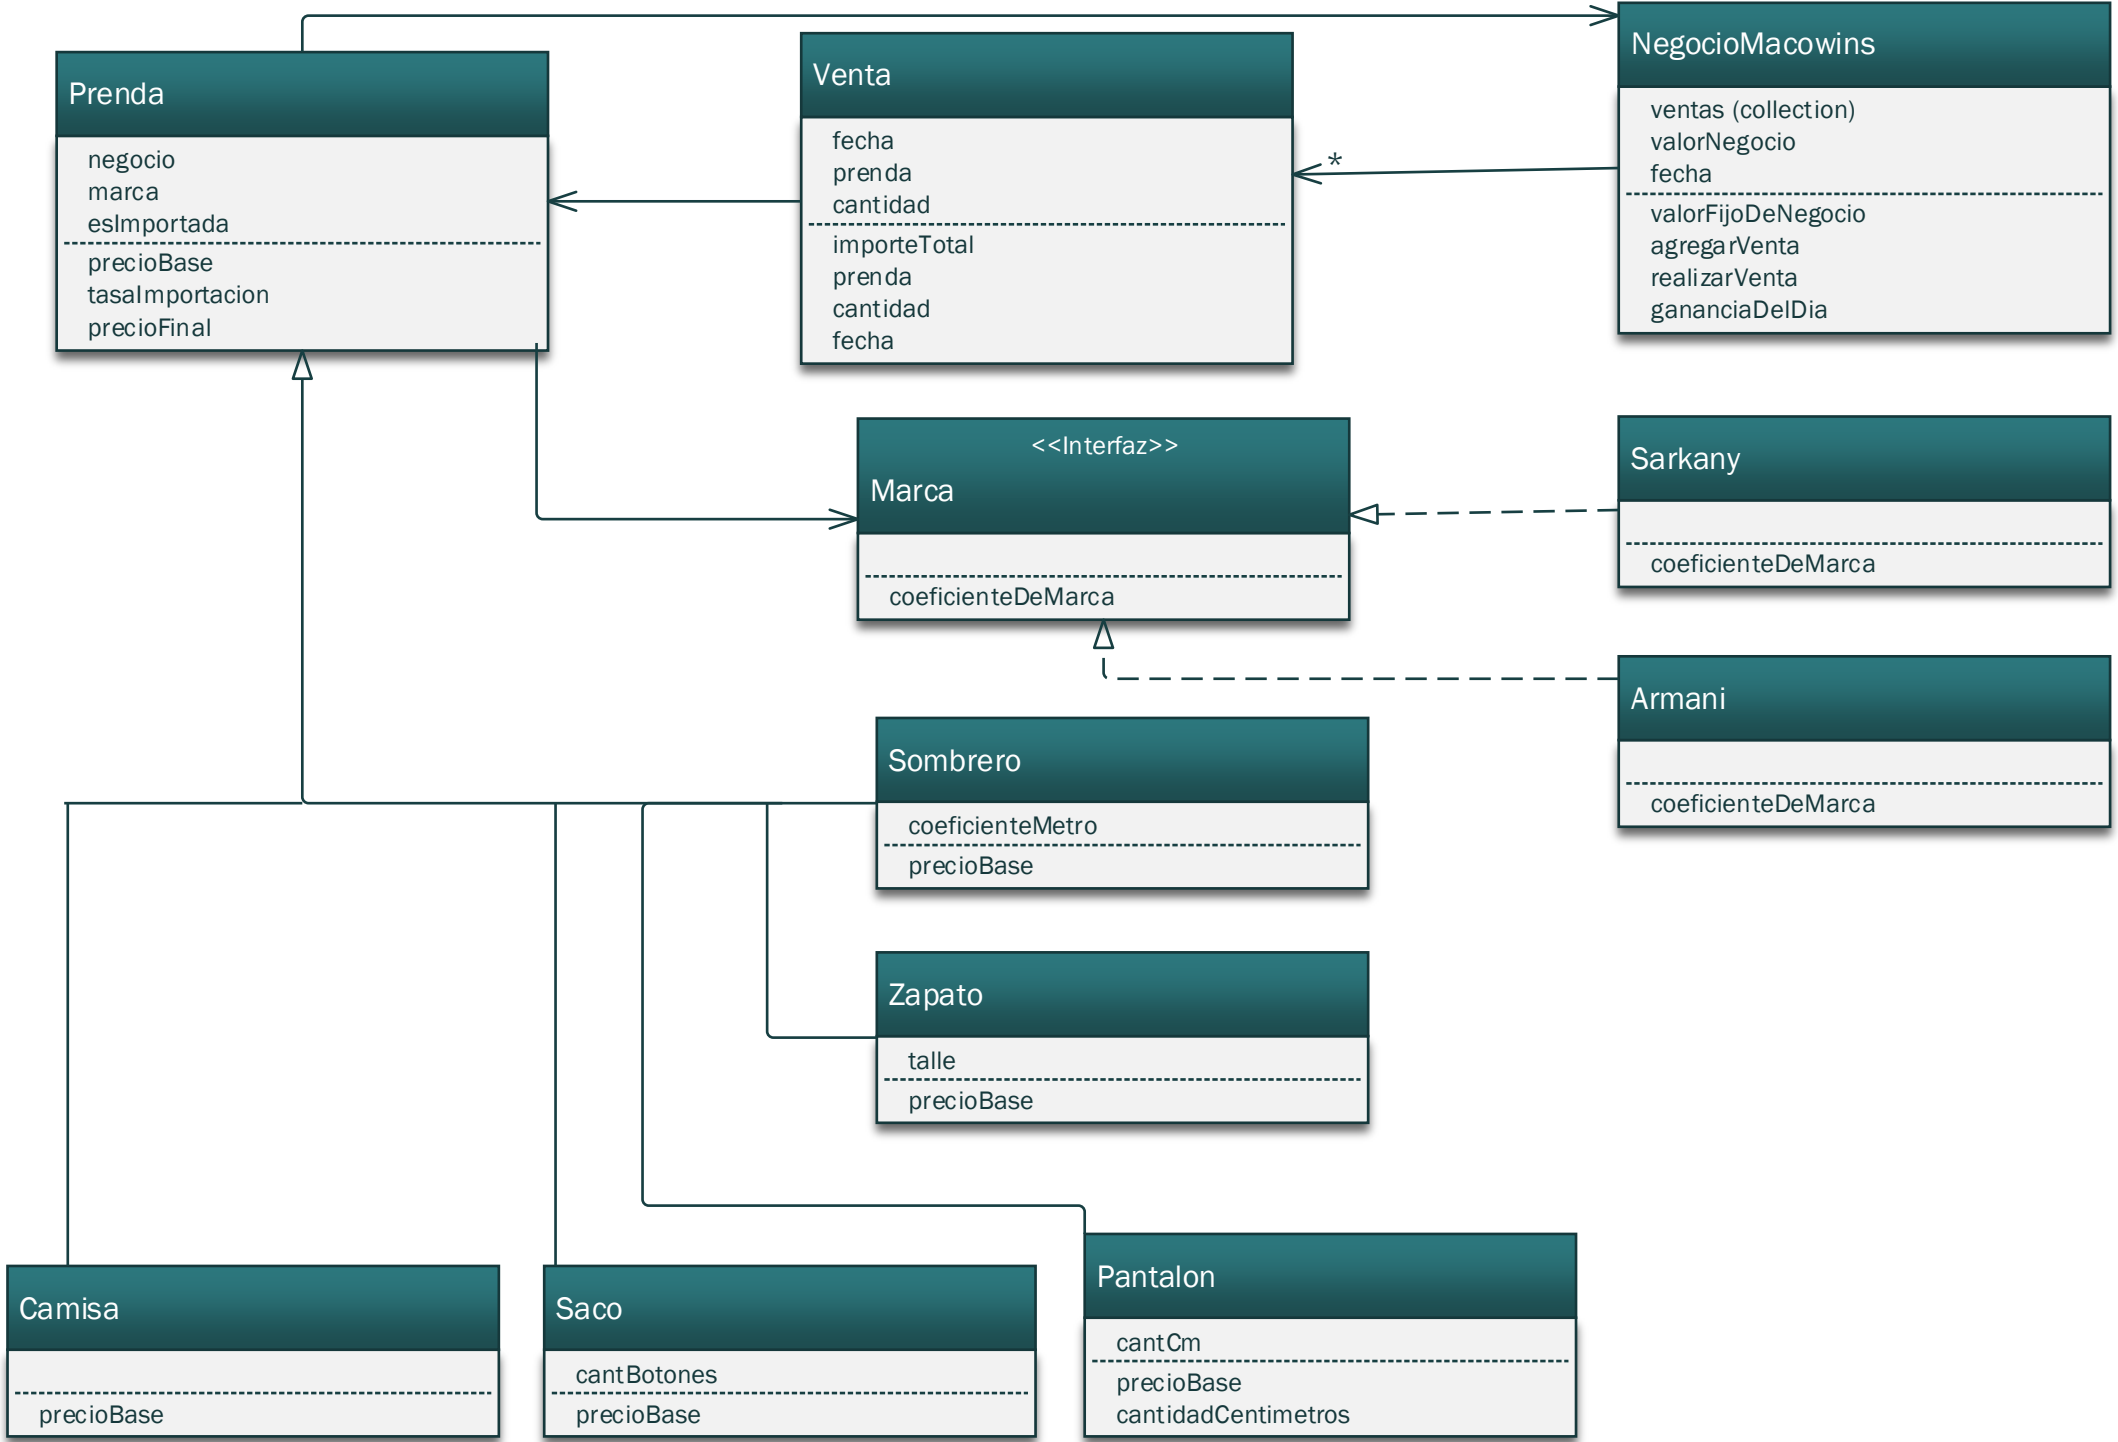 Prenda
negocio
marca
esImportada
precioBase
tasaImportacion
precioFinal
Venta
fecha
prenda
cantidad
importeTotal
prenda
cantidad
fecha
*
NegocioMacowins
ventas (collection)
valorNegocio
fecha
valorFijoDeNegocio
agregarVenta
realizarVenta
gananciaDelDia
<<Interfaz>>
Marca
coeficienteDeMarca
Sarkany
coeficienteDeMarca
Armani
coeficienteDeMarca
Sombrero
coeficienteMetro
precioBase
Zapato
talle
precioBase
Camisa
precioBase
Saco
cantBotones
precioBase
Pantalon
cantCm
precioBase
cantidadCentimetros